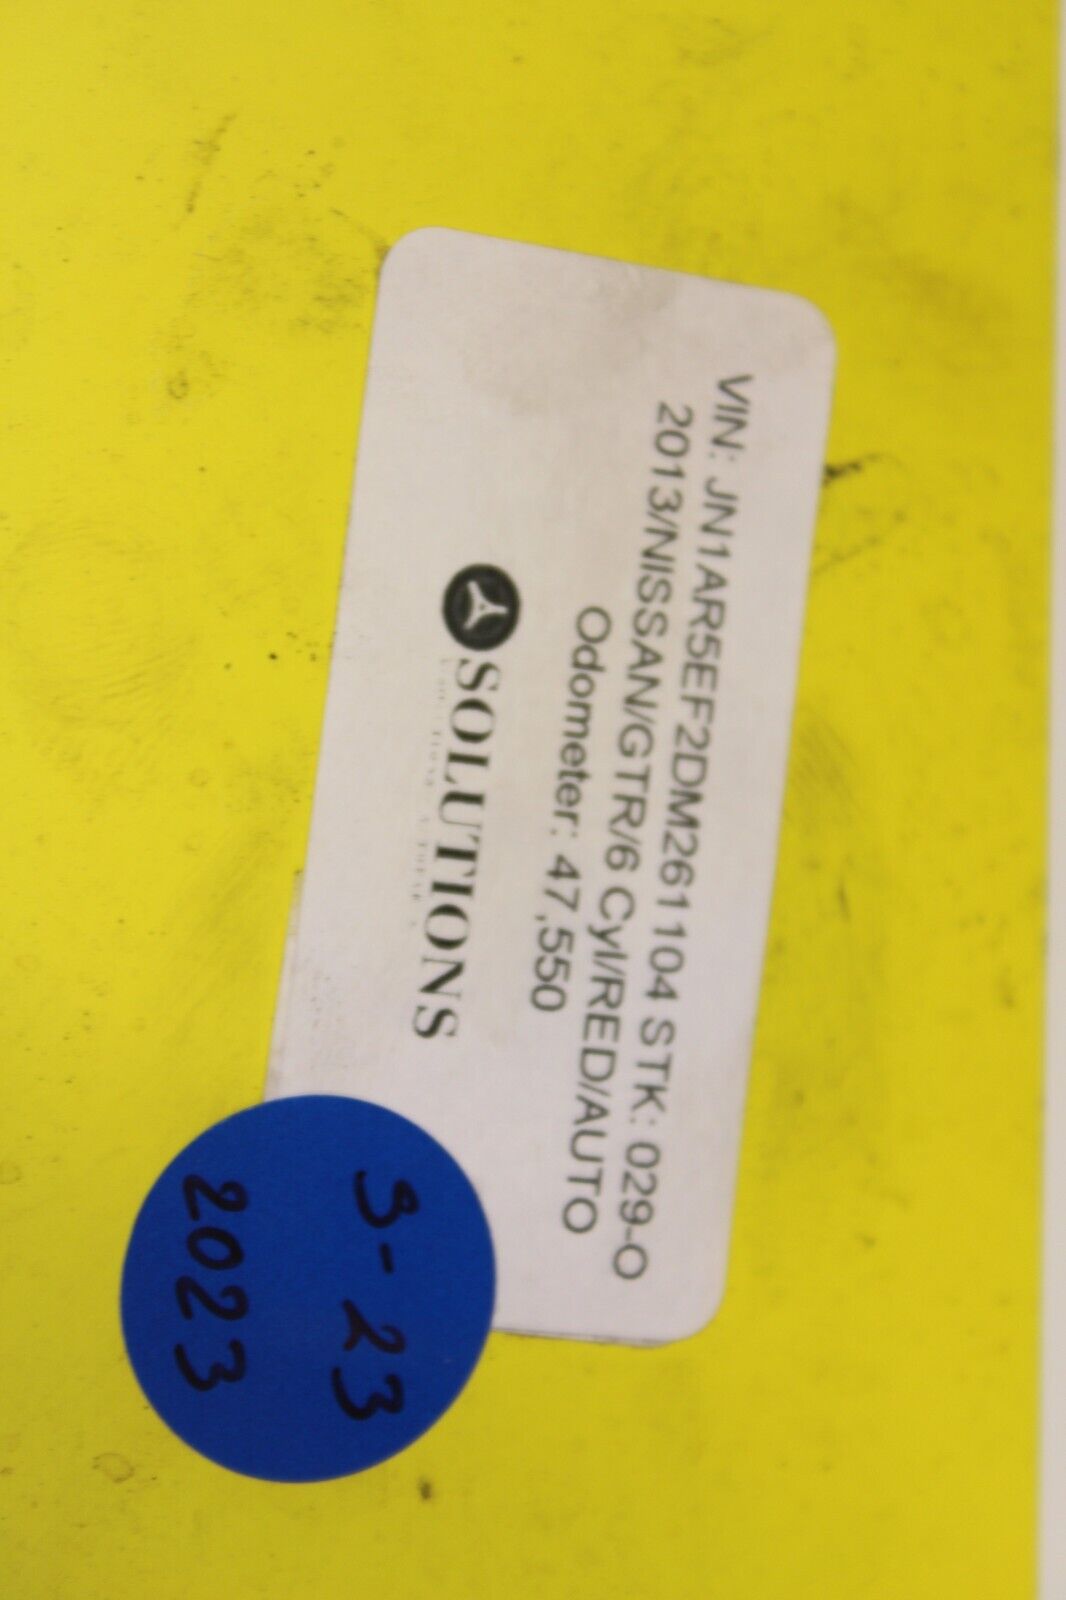 VIN: JN1AR5EF2DM261104 STK: 029-O
2013/NISSAN/GTR/6 Cyl/RED/AUTO
Odometer: 47,550
SOLUTIONS
3-23
2023